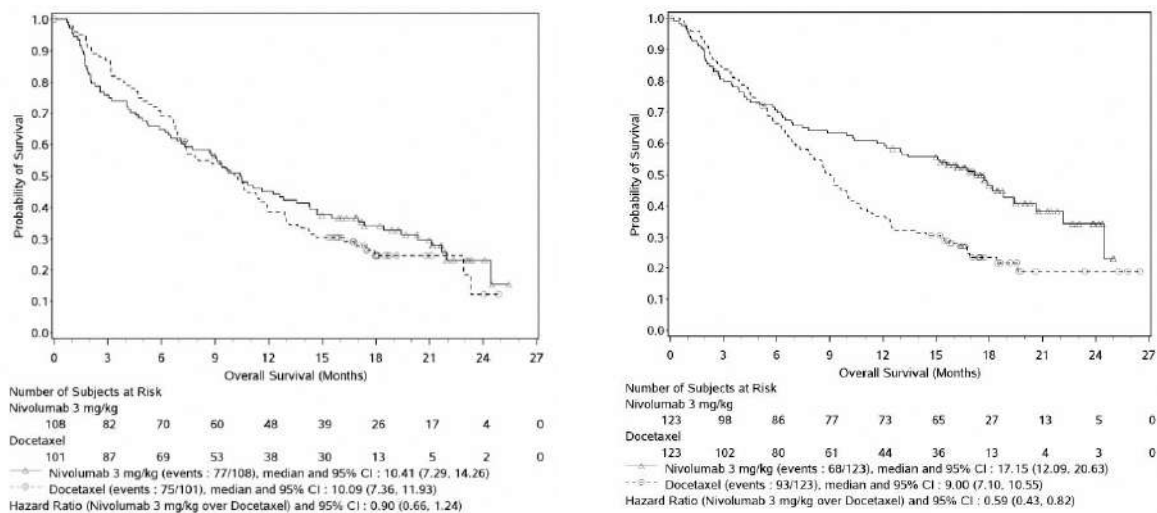 1.0
0.9
0.8
0.7
0.6
0.5
0.4
0.3
0.2
0.1
0.0
Probability of Survival
0 3 6 9 12 15 18 21 24 27
Overall Survival (Months)
Number of Subjects at Risk
Nivolumab 3 mg/kg
108 82 70 60 48 39 26 17 4 0
Docetaxel
101 87 69 53 38 30 13 5 2 0
Nivolumab 3 mg/kg (events : 77/108), median and 95% CI : 10.41 (7.29, 14.26)
Docetaxel (events : 75/101), median and 95% CI : 10.09 (7.36, 11.93)
Hazard Ratio (Nivolumab 3 mg/kg over Docetaxel) and 95% CI : 0.90 (0.66, 1.24)
1.0
0.9
0.8
0.7
0.6
0.5
0.4
0.3
0.2
0.1
0.0
Probability of Survival
0 3 6 9 12 15 18 21 24 27
Overall Survival (Months)
Number of Subjects at Risk
Nivolumab 3 mg/kg
123 98 86 77 73 65 27 13 5 0
Docetaxel
123 102 80 61 44 36 13 4 3 0
Nivolumab 3 mg/kg (events : 68/123), median and 95% CI : 17.15 (12.09, 20.63)
Docetaxel (events : 93/123), median and 95% CI : 9.00 (7.10, 10.55)
Hazard Ratio (Nivolumab 3 mg/kg over Docetaxel) and 95% CI : 0.59 (0.43, 0.82)